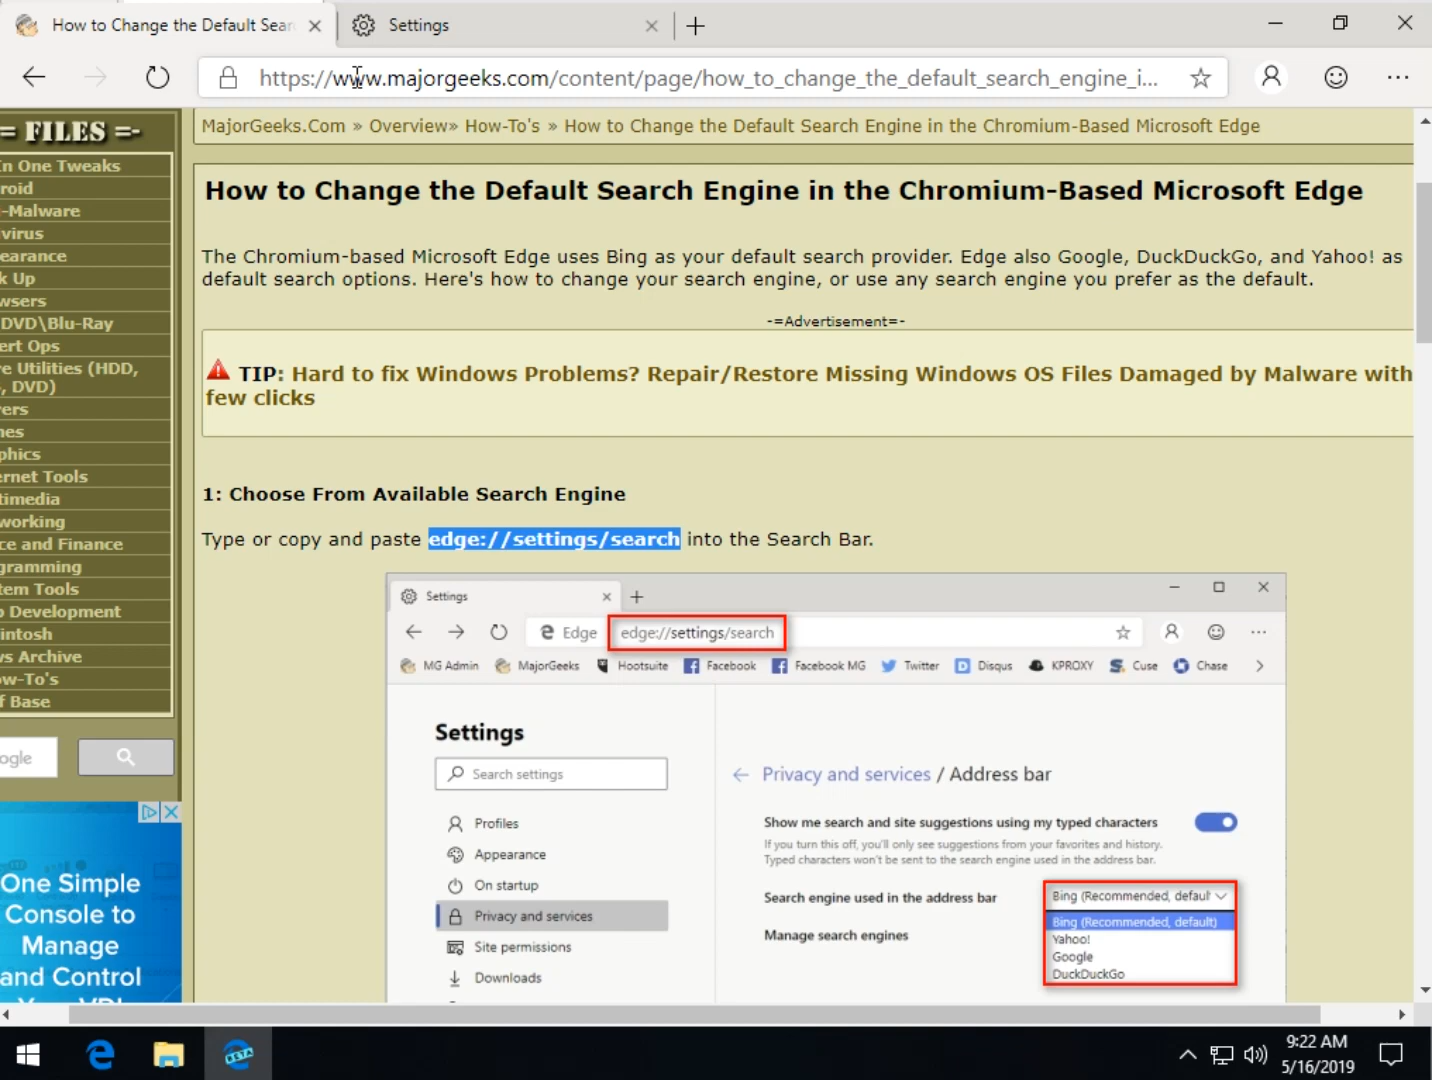 How to Change the Default Sear
Settings
https://www.majorgeeks.com/content/page/how_to_change_the_default_search_engine_i...
= FILES =-
In One Tweaks
roid
-Malware
virus
earance
k Up
wsers
DVD\Blu-Ray
ert Ops
e Utilities (HDD,
, DVD)
ers
nes
phics
ernet Tools
timedia
working
ce and Finance
gramming
tem Tools
Development
intosh
ws Archive
ow-To's
f Base
ogle
One Simple
Console to
Manage
and Control
MajorGeeks.Com » Overview» How-To's » How to Change the Default Search Engine in the Chromium-Based Microsoft Edge
How to Change the Default Search Engine in the Chromium-Based Microsoft Edge
The Chromium-based Microsoft Edge uses Bing as your default search provider. Edge also Google, DuckDuckGo, and Yahoo! as
default search options. Here's how to change your search engine, or use any search engine you prefer as the default.
-=Advertisement=-
TIP: Hard to fix Windows Problems? Repair/Restore Missing Windows OS Files Damaged by Malware with
few clicks
1: Choose From Available Search Engine
Type or copy and paste edge://settings/search into the Search Bar.
Settings
Edge edge://settings/search
MG Admin MajorGeeks Hootsuite Facebook Facebook MG Twitter Disqus KPROXY Cuse Chase
Settings
Search settings
Profiles
Appearance
On startup
Privacy and services
Site permissions
Downloads
Privacy and services / Address bar
Show me search and site suggestions using my typed characters
If you turn this off, you'll only see suggestions from your favorites and history.
Typed characters won't be sent to the search engine used in the address bar.
Search engine used in the address bar
Bing (Recommended, defaul
Bing (Recommended, default)
Manage search engines
Yahoo!
Google
DuckDuckGo
BETA
9:22 AM
5/16/2019